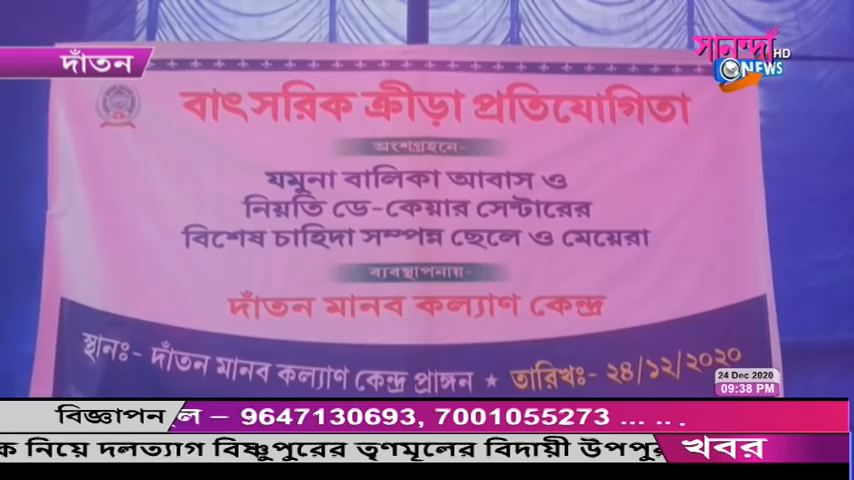 দাঁতন
সানন্দা HD
NEWS
বাৎসরিক ক্রীড়া প্রতিযোগিতা
অংশগ্রহনে-
যমুনা বালিকা আবাস ও
নিয়তি ডে-কেয়ার সেন্টারের
বিশেষ চাহিদা সম্পন্ন ছেলে ও মেয়েরা
ব্যবস্থাপনায়-
দাঁতন মানব কল্যাণ কেন্দ্র
স্থানঃ- দাঁতন মানব কল্যাণ কেন্দ্র প্রাঙ্গন ★ তারিখঃ- ২৪/১২/২০২০
24 Dec 2020
09:38 PM
বিজ্ঞাপন – 9647130693, 7001055273 ... ..
ক নিয়ে দলত্যাগ বিষ্ণুপুরের তৃণমূলের বিদায়ী উপপুর খবর